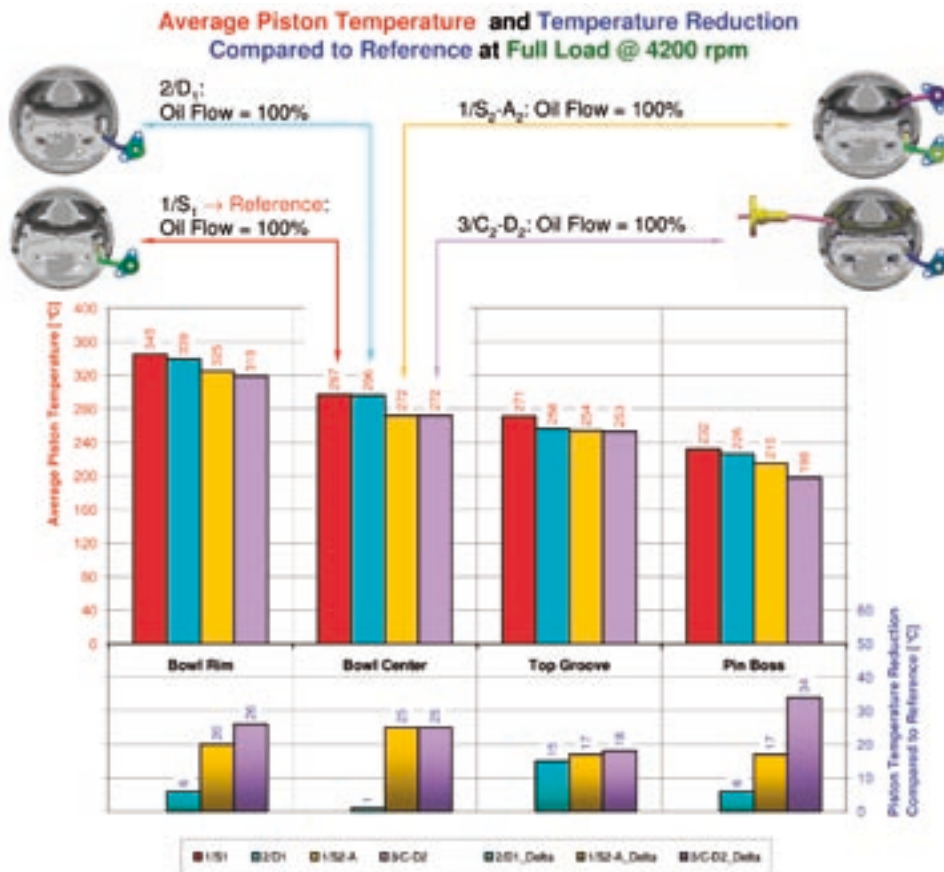 Average Piston Temperature and Temperature Reduction
Compared to Reference at Full Load @ 4200 rpm
2/D1:
Oil Flow = 100%
1/S2-A2: Oil Flow = 100%
1/S1 → Reference:
Oil Flow = 100%
3/C2-D2: Oil Flow = 100%
Average Piston Temperature [°C]
400
360
320
280
240
200
160
120
80
40
0
345
339
325
319
297
296
272
272
271
256
254
253
232
226
215
198
Bowl Rim
Bowl Center
Top Groove
Pin Boss
60
50
40
30
20
10
0
Piston Temperature Reduction
Compared to Reference [°C]
6
20
26
1
25
25
15
17
18
6
17
34
1/S1
2/D1
1/S2-A
3/C-D2
2/D1_Delta
1/S2-A_Delta
3/C-D2_Delta